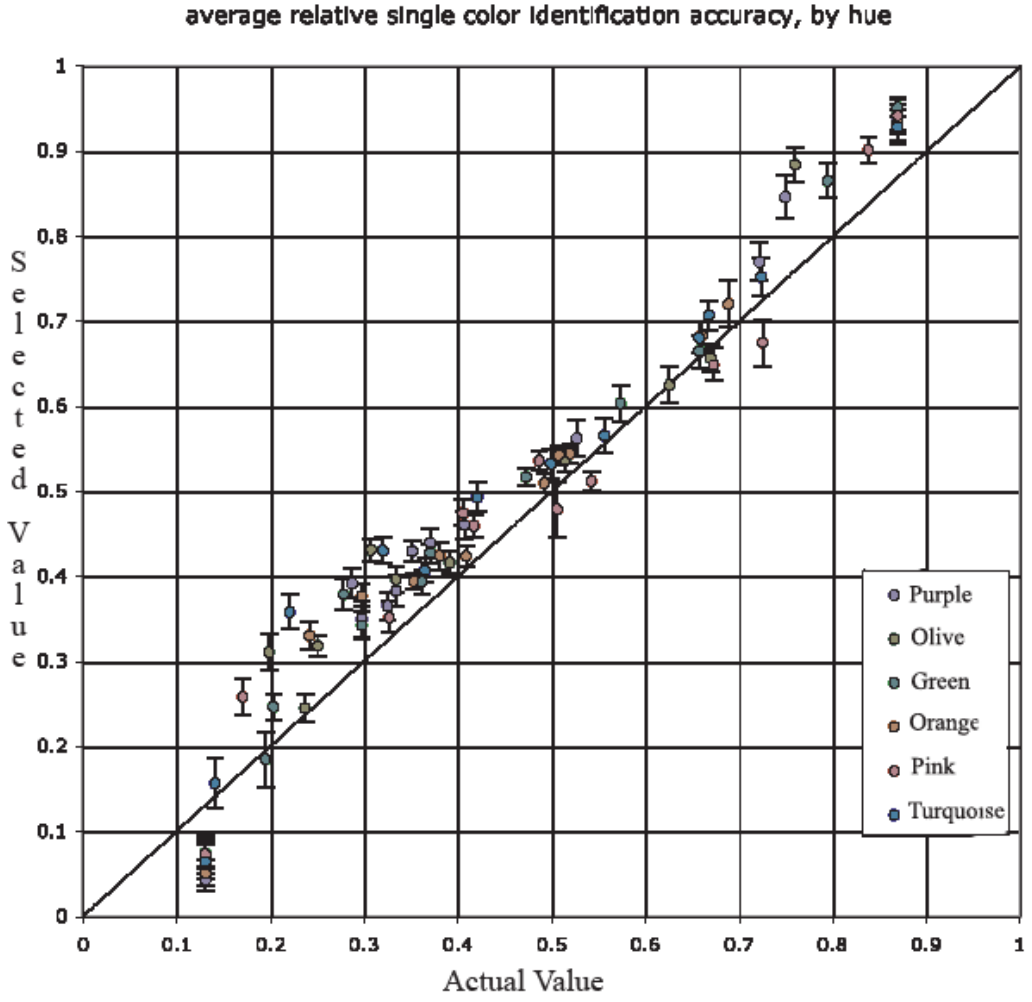 average relative single color identification accuracy, by hue
1
0.9
0.8
0.7
0.6
0.5
0.4
0.3
0.2
0.1
0
Selected Value
0 0.1 0.2 0.3 0.4 0.5 0.6 0.7 0.8 0.9 1
Actual Value
Purple
Olive
Green
Orange
Pink
Turquoise